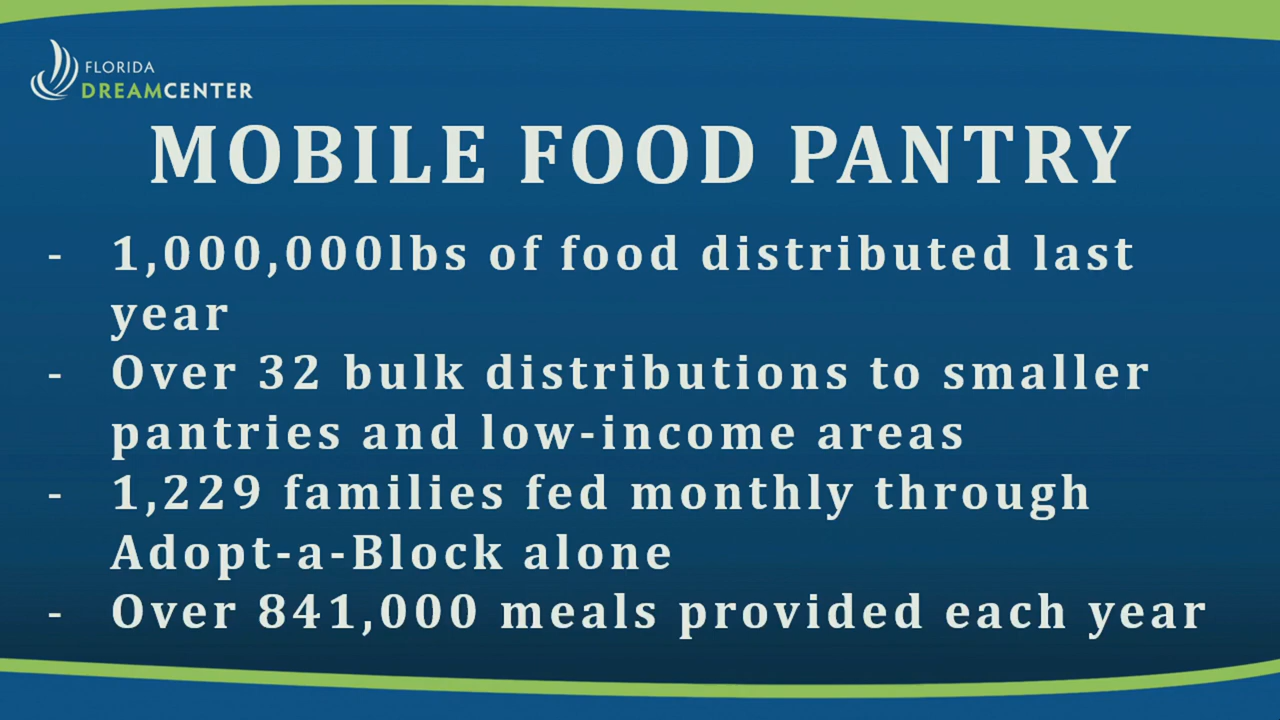 FLORIDA
DREAMCENTER
MOBILE FOOD PANTRY
- 1,000,000lbs of food distributed last
year
- Over 32 bulk distributions to smaller
pantries and low-income areas
- 1,229 families fed monthly through
Adopt-a-Block alone
- Over 841,000 meals provided each year